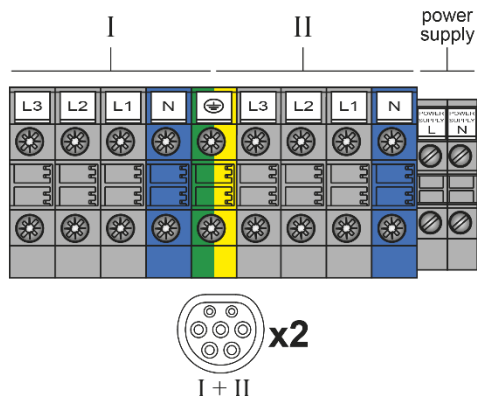 I II power
supply
L3 L2 L1 N L3 L2 L1 N
POWER SUPPLY L POWER SUPPLY N
x2
I + II